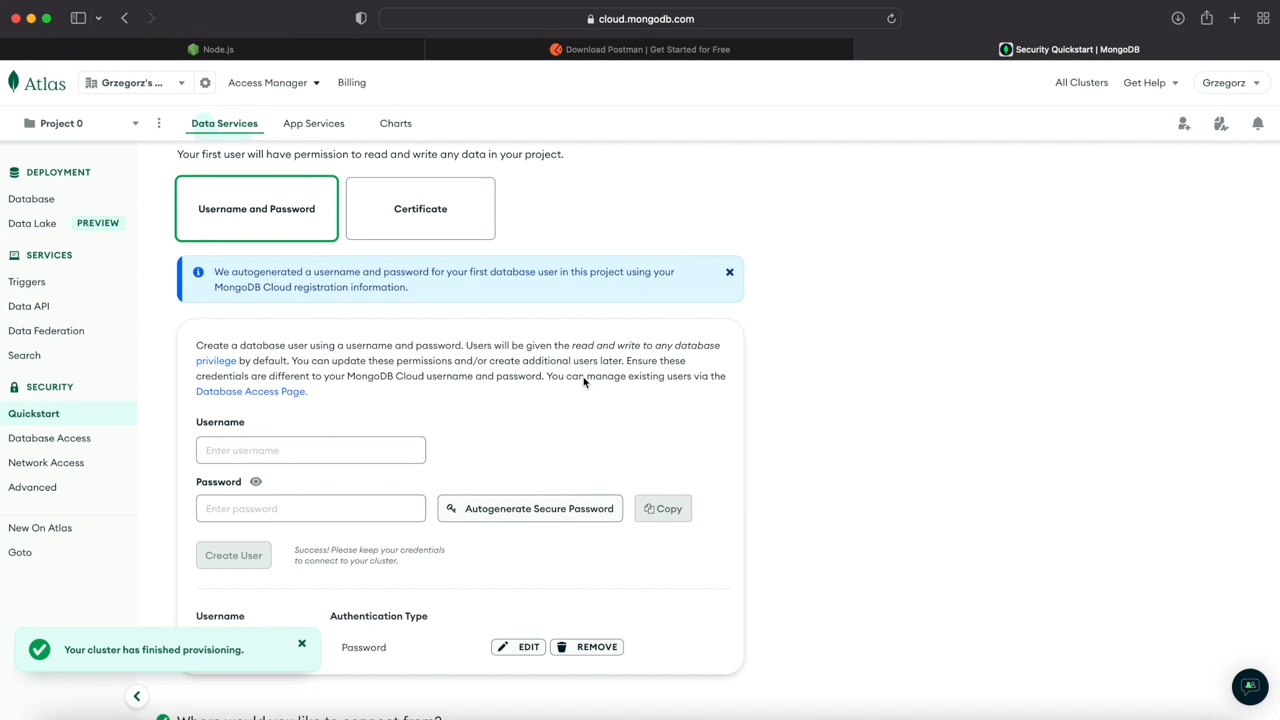 cloud.mongodb.com
Node.js
Download Postman | Get Started for Free
Security Quickstart | MongoDB
Atlas
Grzegorz's ...
Access Manager
Billing
All Clusters
Get Help
Grzegorz
Project 0
Data Services
App Services
Charts
DEPLOYMENT
Database
Data Lake PREVIEW
SERVICES
Triggers
Data API
Data Federation
Search
SECURITY
Quickstart
Database Access
Network Access
Advanced
New On Atlas
Goto
Your first user will have permission to read and write any data in your project.
Username and Password
Certificate
We autogenerated a username and password for your first database user in this project using your
MongoDB Cloud registration information.
Create a database user using a username and password. Users will be given the read and write to any database
privilege by default. You can update these permissions and/or create additional users later. Ensure these
credentials are different to your MongoDB Cloud username and password. You can manage existing users via the
Database Access Page.
Username
Enter username
Password
Enter password
Autogenerate Secure Password
Copy
Create User
Success! Please keep your credentials
to connect to your cluster.
Username
Authentication Type
Password
EDIT
REMOVE
Your cluster has finished provisioning.
Where would you like to connect from?